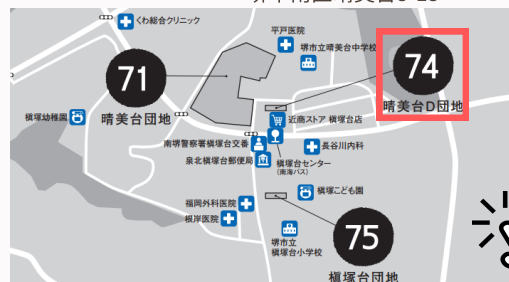 くわ総合クリニック
平戸医院
堺市立晴美台中学校
71
晴美台団地
74
晴美台D団地
槇塚幼稚園
近商ストア 槇塚台店
南堺警察署槇塚台交番
泉北槇塚台郵便局
槇塚台センター
(南海バス)
長谷川内科
福岡外科医院
根岸医院
槇塚こども園
堺市立
槇塚台小学校
75
槇塚台団地